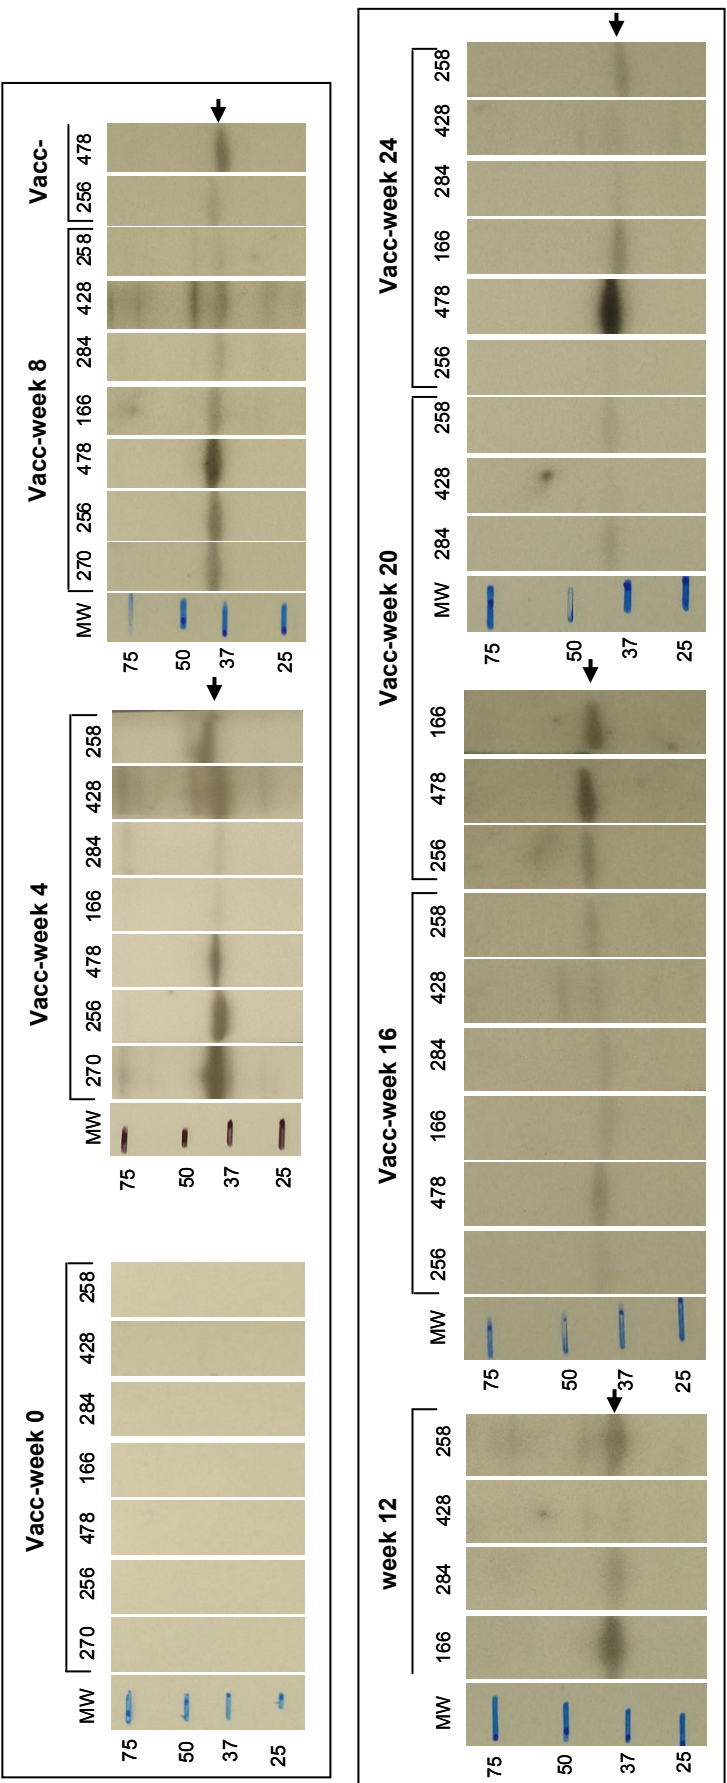 Vacc-week 0 Vacc-week 4 Vacc-week 8 Vacc-
MW 270 256 478 166 284 428 258 MW 270 256 478 166 284 428 258 MW 270 256 478 166 284 428 258 256 478
75 75 75
50 50 50
37 37 37
25 25 25
week 12 Vacc-week 16 Vacc-week 20 Vacc-week 24
MW 166 284 428 258 MW 256 478 166 284 428 258 256 478 166 MW 284 428 258 256 478 166 284 428 258
75 75 75
50 50 50
37 37 37
25 25 25